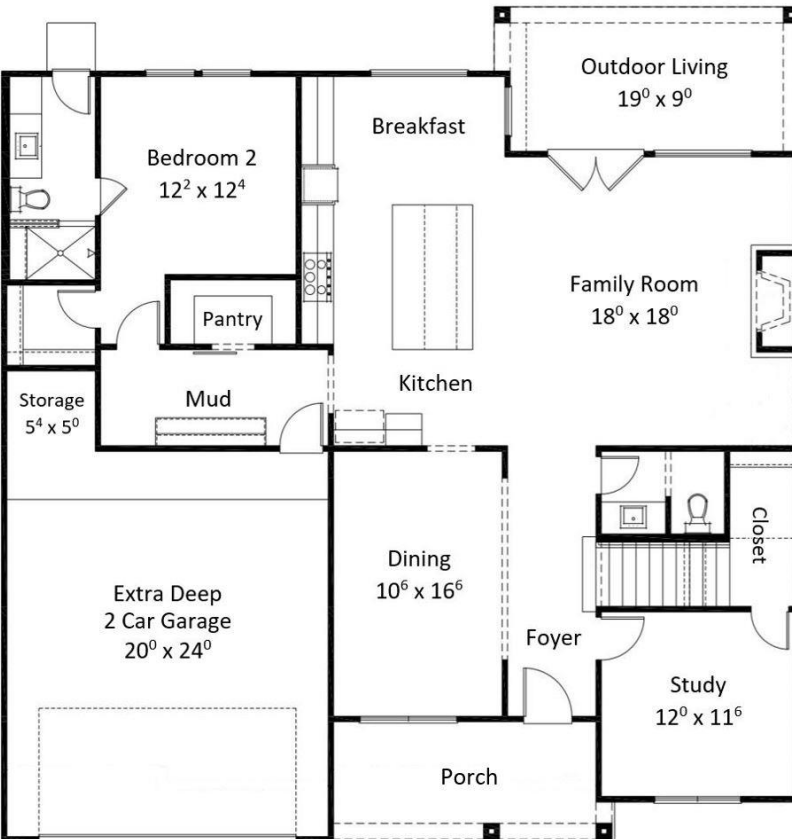 Outdoor Living
19⁰ x 9⁰
Breakfast
Bedroom 2
12² x 12⁴
Family Room
18⁰ x 18⁰
Pantry
Kitchen
Storage
5⁴ x 5⁰
Mud
Closet
Dining
10⁶ x 16⁶
Extra Deep
2 Car Garage
20⁰ x 24⁰
Foyer
Study
12⁰ x 11⁶
Porch